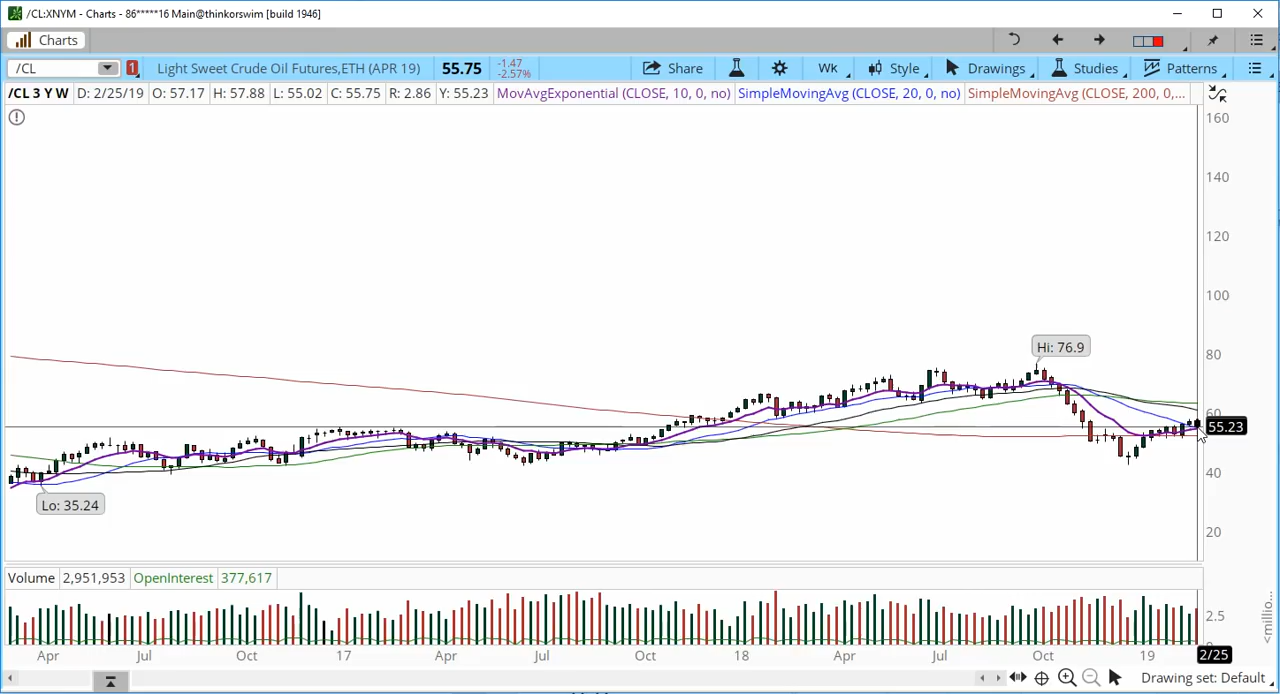 /CL:XNYM - Charts - 86*****16 Main@thinkorswim [build 1946]
Charts
/CL 1 Light Sweet Crude Oil Futures,ETH (APR 19) 55.75 -1.47 -2.57% Share Wk Style Drawings Studies Patterns
/CL 3 Y W D: 2/25/19 O: 57.17 H: 57.88 L: 55.02 C: 55.75 R: 2.86 Y: 55.23 MovAvgExponential (CLOSE, 10, 0, no) SimpleMovingAvg (CLOSE, 20, 0, no) SimpleMovingAvg (CLOSE, 200, 0,...
160
140
120
100
Hi: 76.9
80
60
55.23
40
Lo: 35.24
20
Volume 2,951,953 OpenInterest 377,617
2.5
<millio...
Apr Jul Oct 17 Apr Jul Oct 18 Apr Jul Oct 19 2/25
Drawing set: Default